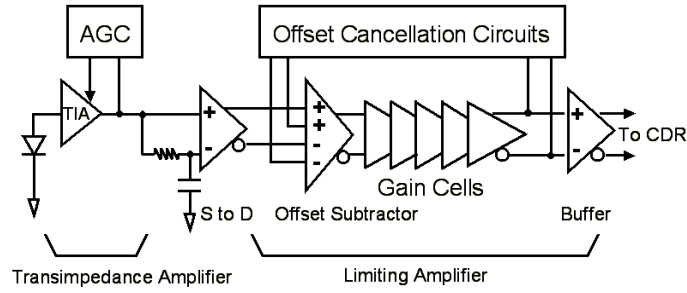 AGC
Offset Cancellation Circuits
TIA
+
-
+
+
-
-
+
-
To CDR
Gain Cells
S to D
Offset Subtractor
Buffer
Transimpedance Amplifier
Limiting Amplifier